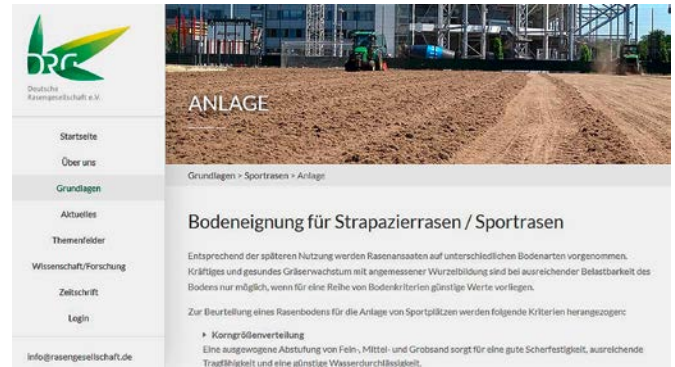 DRG
Deutsche
Rasengesellschaft e.V.
Startseite
Über uns
Grundlagen
Aktuelles
Themenfelder
Wissenschaft/Forschung
Zeitschrift
Login
info@rasengesellschaft.de
ANLAGE
Grundlagen > Sportrasen > Anlage
Bodeneignung für Strapazierrasen / Sportrasen
Entsprechend der späteren Nutzung werden Rasenansaaten auf unterschiedlichen Bodenarten vorgenommen.
Kräftiges und gesundes Gräserwachstum mit angemessener Wurzelbildung sind bei ausreichender Belastbarkeit des
Bodens nur möglich, wenn für eine Reihe von Bodenkriterien günstige Werte vorliegen.
Zur Beurteilung eines Rasenbodens für die Anlage von Sportplätzen werden folgende Kriterien herangezogen:
Korngrößenverteilung
Eine ausgewogene Abstufung von Fein-, Mittel- und Grobsand sorgt für eine gute Scherfestigkeit, ausreichende
Tragfähigkeit und eine günstige Wasserdurchlässigkeit.